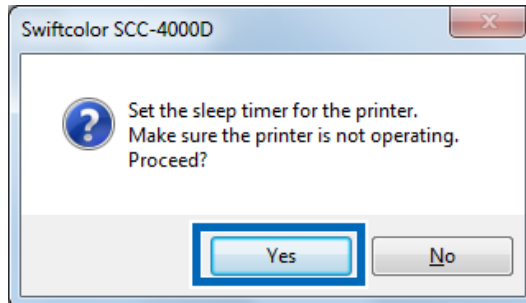 Swiftcolor SCC-4000D
Set the sleep timer for the printer.
Make sure the printer is not operating.
Proceed?
Yes
No